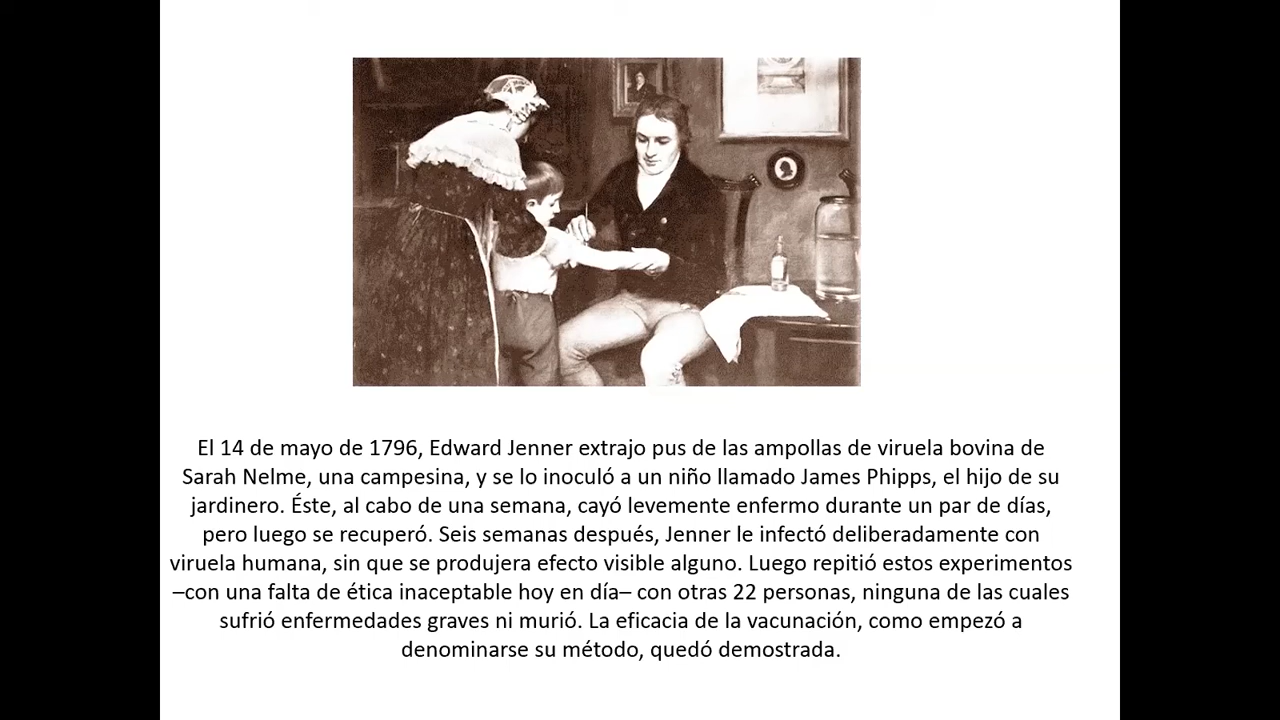 El 14 de mayo de 1796, Edward Jenner extrajo pus de las ampollas de viruela bovina de
Sarah Nelme, una campesina, y se lo inoculó a un niño llamado James Phipps, el hijo de su
jardinero. Éste, al cabo de una semana, cayó levemente enfermo durante un par de días,
pero luego se recuperó. Seis semanas después, Jenner le infectó deliberadamente con
viruela humana, sin que se produjera efecto visible alguno. Luego repitió estos experimentos
–con una falta de ética inaceptable hoy en día– con otras 22 personas, ninguna de las cuales
sufrió enfermedades graves ni murió. La eficacia de la vacunación, como empezó a
denominarse su método, quedó demostrada.